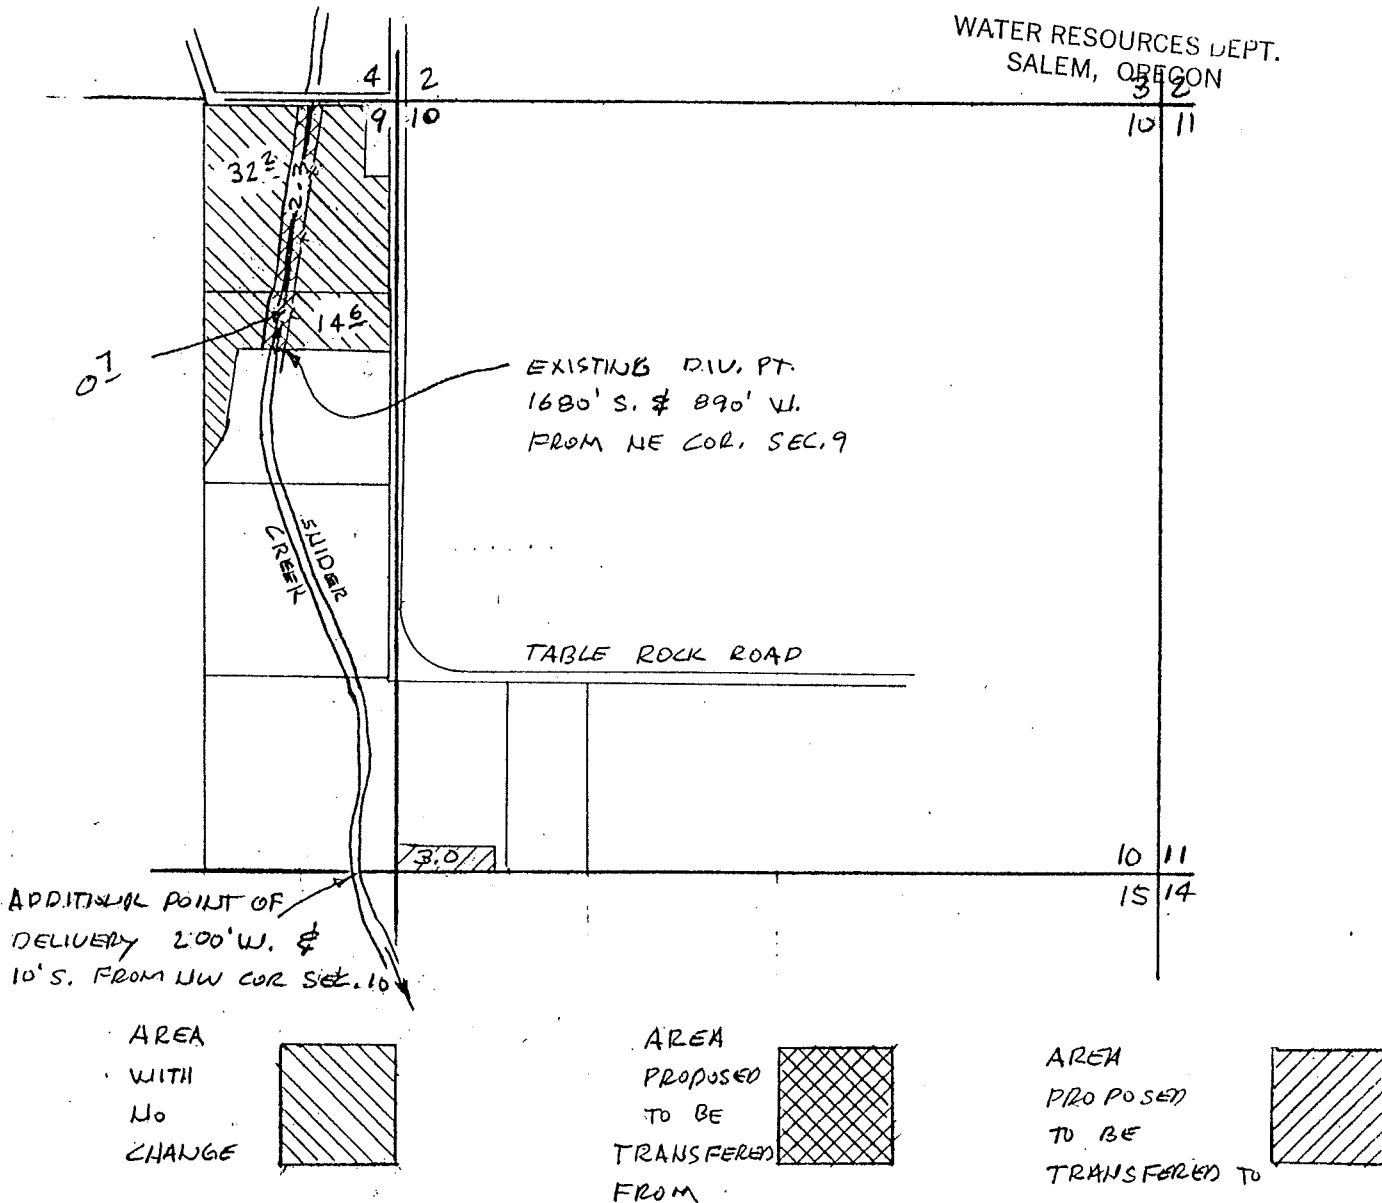 WATER RESOURCES DEPT.
SALEM, OREGON
4 2
9 10
3 2
10 11
32 2
2.3
14 6
0 7
EXISTING DIV. PT.
1680' S. & 890' W.
FROM NE COR. SEC. 9
SNIDER
CREEK
TABLE ROCK ROAD
3.0
10 11
15 14
ADDITIONAL POINT OF
DELIVERY 200' W. &
10' S. FROM NW COR SEC. 10
AREA
WITH
NO
CHANGE
AREA
PROPOSED
TO BE
TRANSFERED
FROM
AREA
PROPOSED
TO BE
TRANSFERED TO